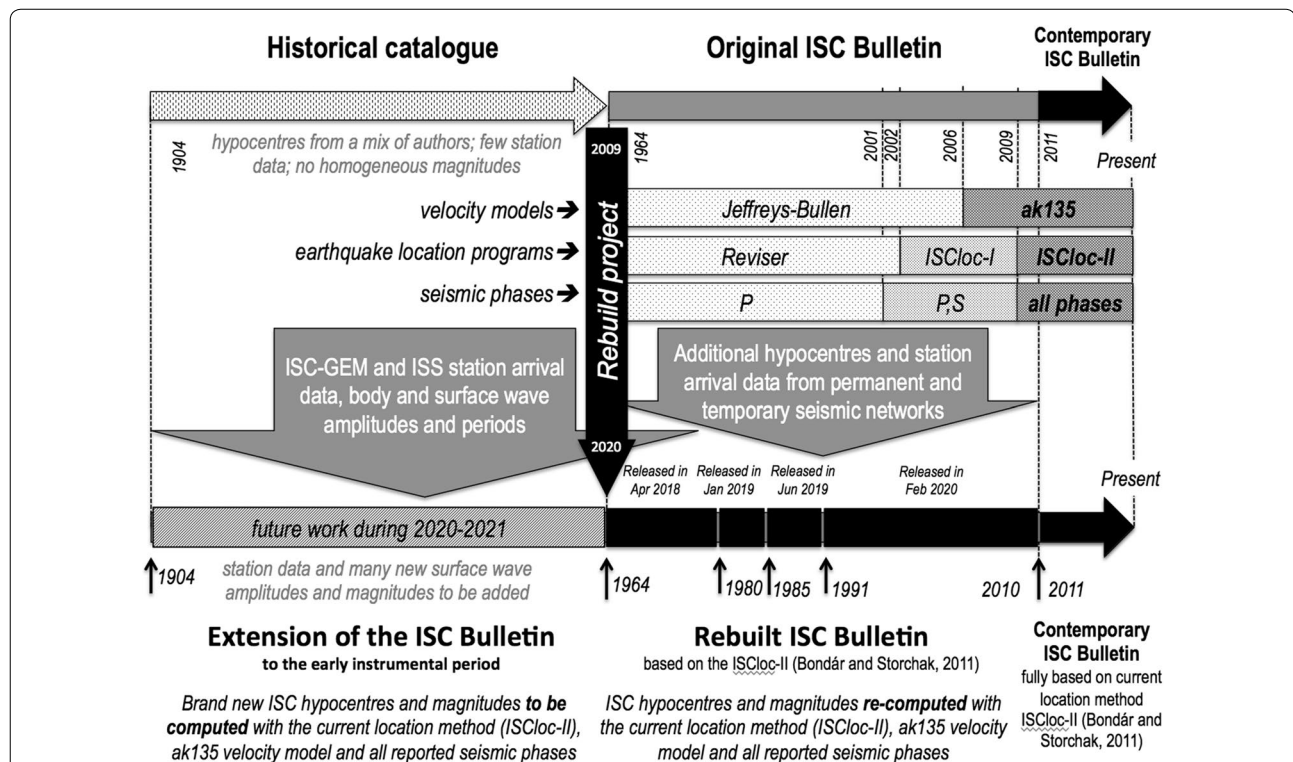 Historical catalogue
Original ISC Bulletin
Contemporary
ISC Bulletin
1904
hypocentres from a mix of authors; few station
data; no homogeneous magnitudes
2009
1964
2001
2002
2006
2009
2011
Present
Rebuild project
velocity models
Jeffreys-Bullen
ak135
earthquake location programs
Reviser
ISCloc-I
ISCloc-II
seismic phases
P
P,S
all phases
ISC-GEM and ISS station arrival
data, body and surface wave
amplitudes and periods
Additional hypocentres and station
arrival data from permanent and
temporary seismic networks
2020
Released in
Apr 2018
Released in
Jan 2019
Released in
Jun 2019
Released in
Feb 2020
Present
future work during 2020-2021
1904
station data and many new surface wave
amplitudes and magnitudes to be added
1964
1980
1985
1991
2010
2011
Extension of the ISC Bulletin
to the early instrumental period
Brand new ISC hypocentres and magnitudes to be
computed with the current location method (ISCloc-II),
ak135 velocity model and all reported seismic phases
Rebuilt ISC Bulletin
based on the ISCloc-II (Bondár and Storchak, 2011)
ISC hypocentres and magnitudes re-computed with
the current location method (ISCloc-II), ak135 velocity
model and all reported seismic phases
Contemporary
ISC Bulletin
fully based on current
location method
ISCloc-II (Bondár and
Storchak, 2011)